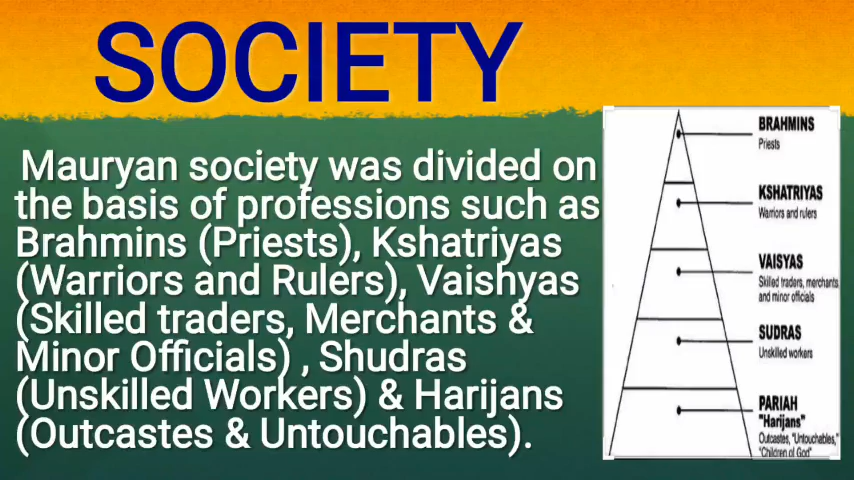 SOCIETY
Mauryan society was divided on
the basis of professions such as
Brahmins (Priests), Kshatriyas
(Warriors and Rulers), Vaishyas
(Skilled traders, Merchants &
Minor Officials) , Shudras
(Unskilled Workers) & Harijans
(Outcastes & Untouchables).
BRAHMINS
Priests
KSHATRIYAS
Warriors and rulers
VAISYAS
Skilled traders, merchants
and minor officials
SUDRAS
Unskilled workers
PARIAH
"Harijans"
Outcastes, "Untouchables,"
"Children of God"